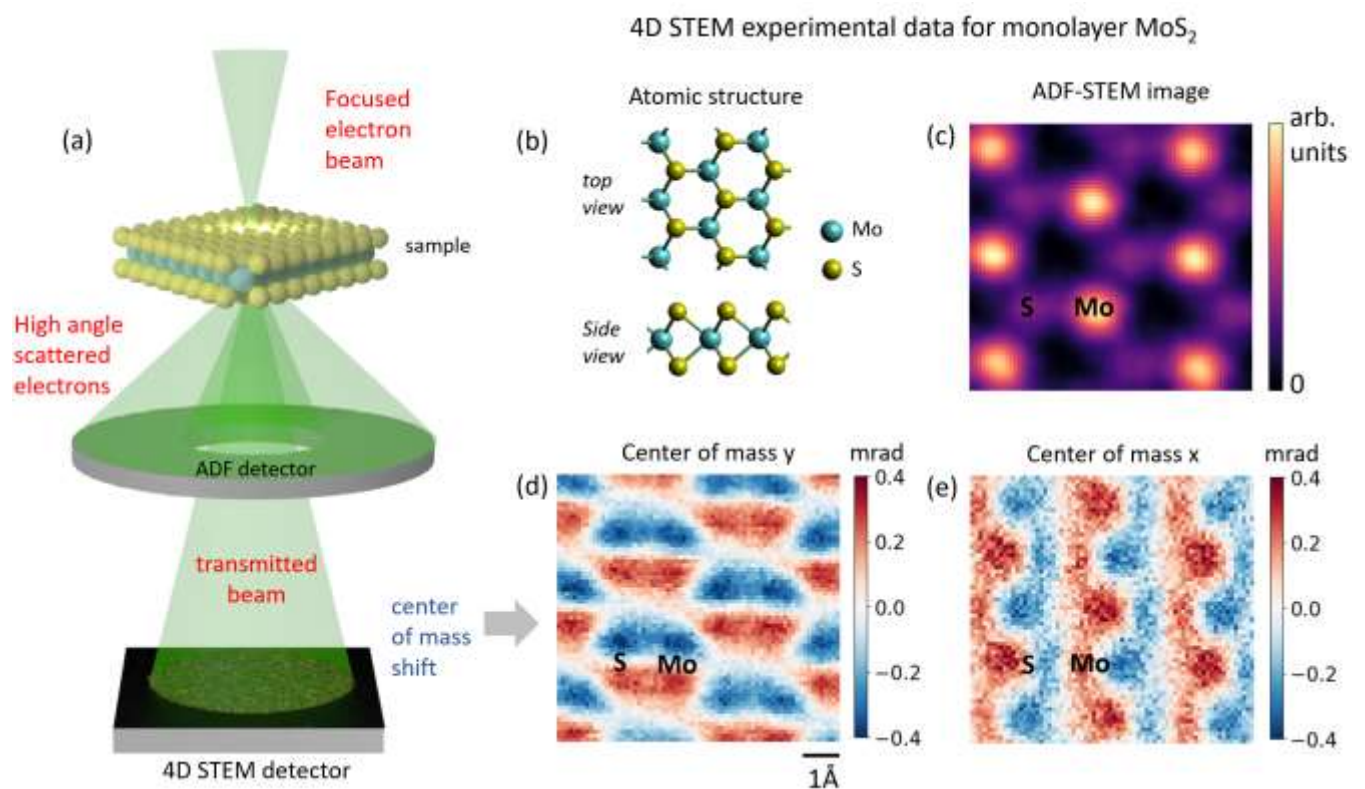 4D STEM experimental data for monolayer MoS₂
(a)
Focused
electron
beam
sample
High angle
scattered
electrons
ADF detector
transmitted
beam
center
of mass
shift
4D STEM detector
(b)
Atomic structure
top
view
Mo
S
Side
view
(c)
ADF-STEM image
S
Mo
arb.
units
0
(d)
Center of mass y
mrad
S
Mo
0.4
0.2
0.0
−0.2
−0.4
1Å
(e)
Center of mass x
mrad
S
Mo
0.4
0.2
0.0
−0.2
−0.4